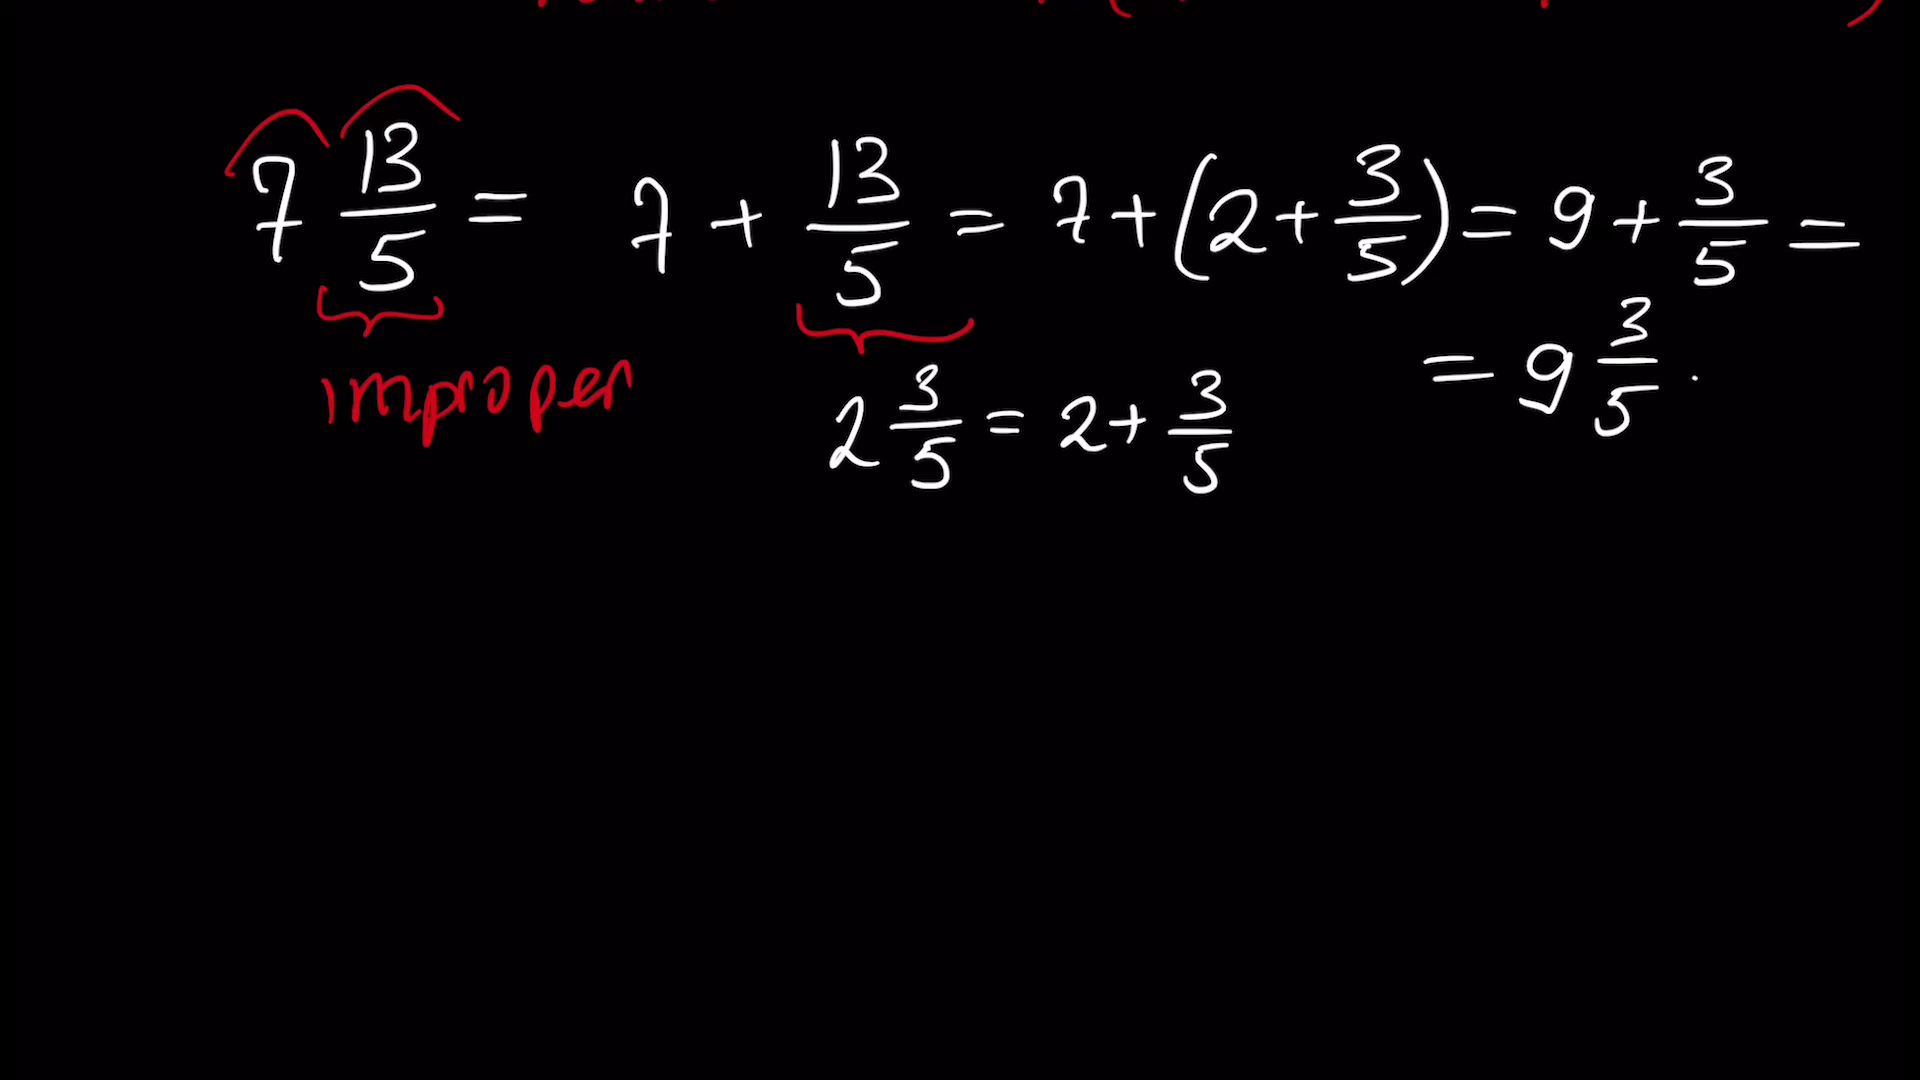 7 13/5 = 7 + 13/5 = 7 + (2 + 3/5) = 9 + 3/5 =
= 9 3/5 .
improper
2 3/5 = 2 + 3/5